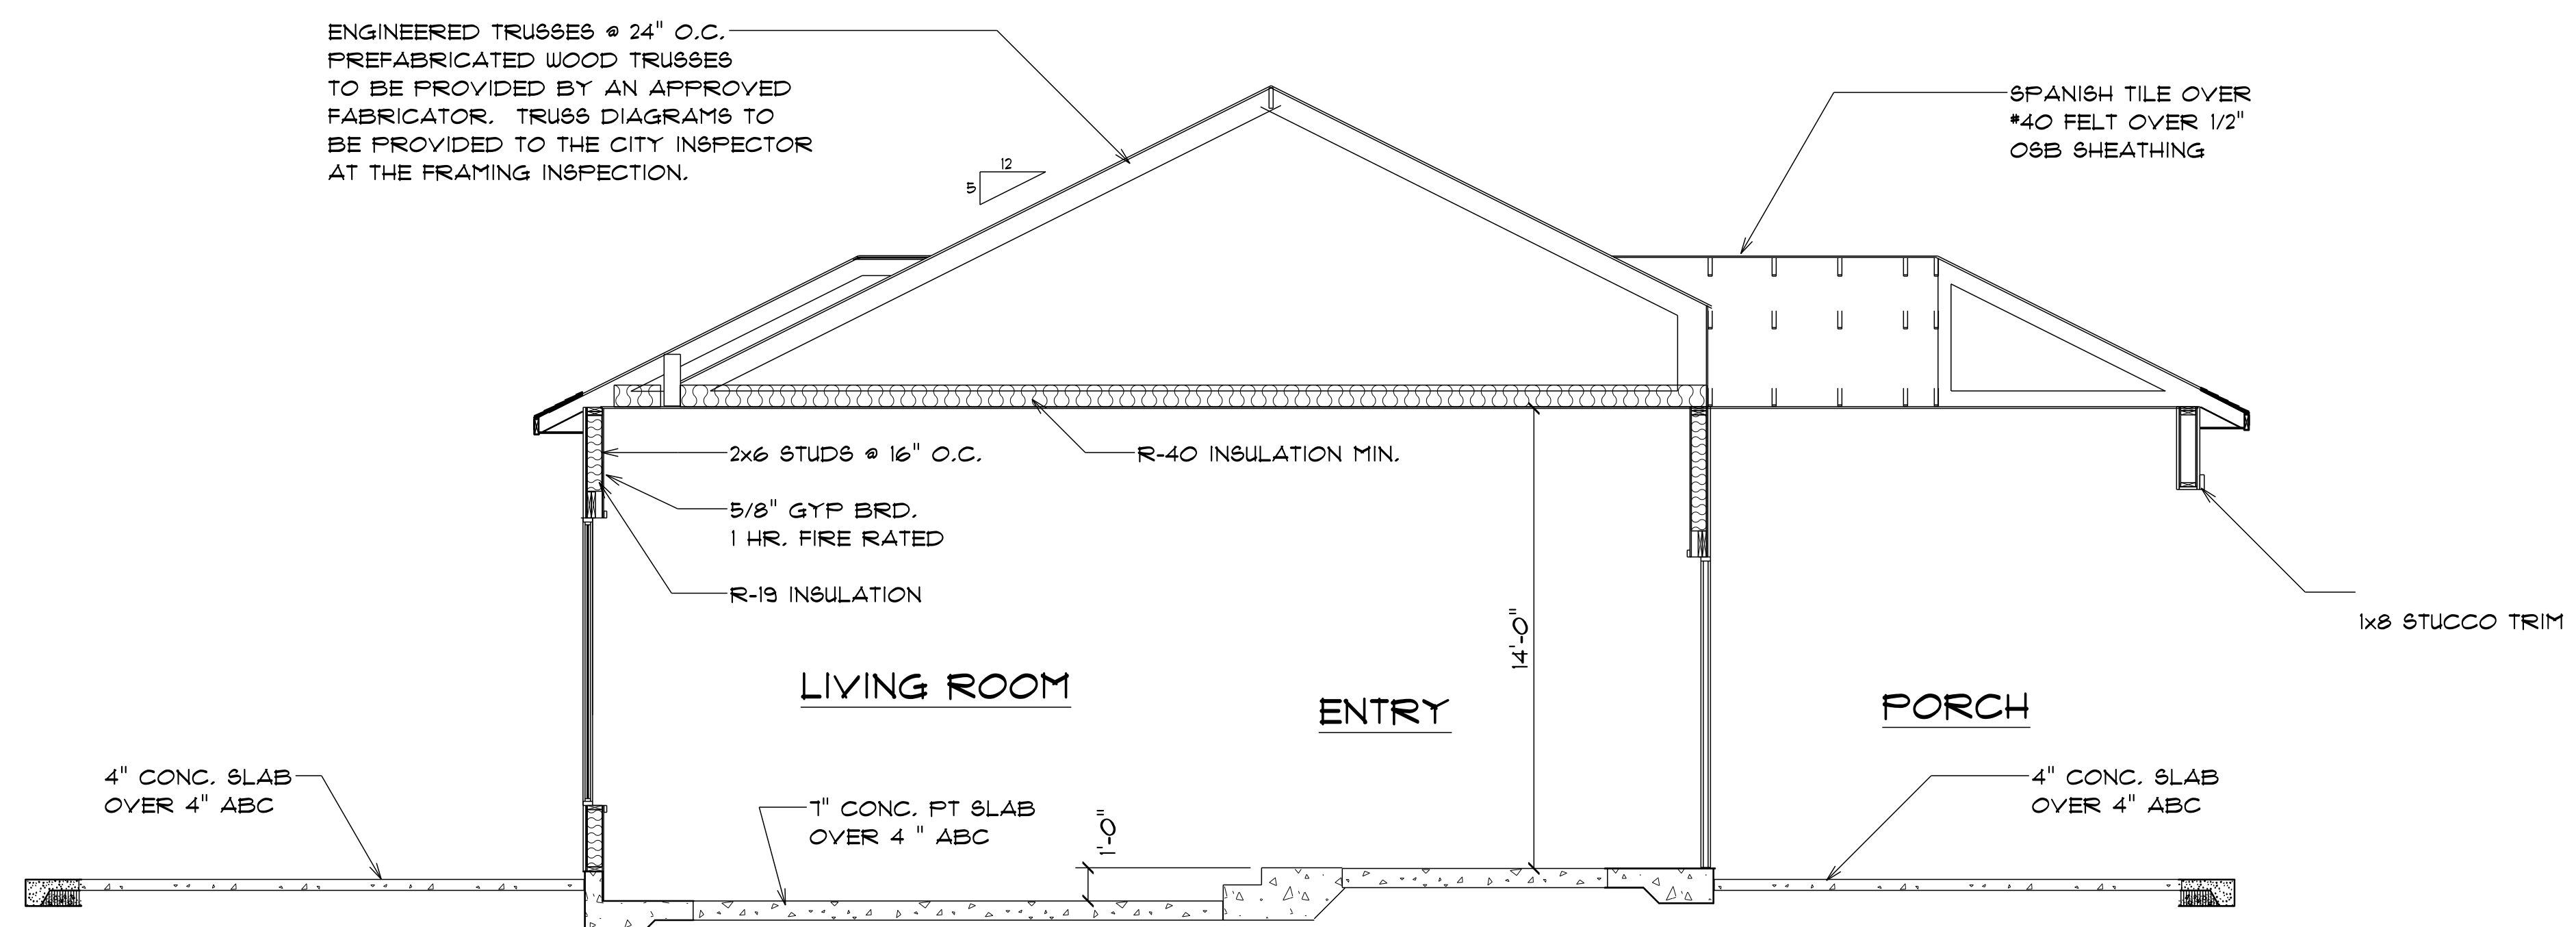 ENGINEERED TRUSSES @ 24" O.C.
PREFABRICATED WOOD TRUSSES
TO BE PROVIDED BY AN APPROVED
FABRICATOR. TRUSS DIAGRAMS TO
BE PROVIDED TO THE CITY INSPECTOR
AT THE FRAMING INSPECTION.
SPANISH TILE OVER
#40 FELT OVER 1/2"
OSB SHEATHING
12
5
2x6 STUDS @ 16" O.C.
R-40 INSULATION MIN.
5/8" GYP BRD.
1 HR. FIRE RATED
R-19 INSULATION
14'-0"
1x8 STUCCO TRIM
LIVING ROOM
ENTRY
PORCH
4" CONC. SLAB
OVER 4" ABC
7" CONC. PT SLAB
OVER 4 " ABC
1'-0"
4" CONC. SLAB
OVER 4" ABC